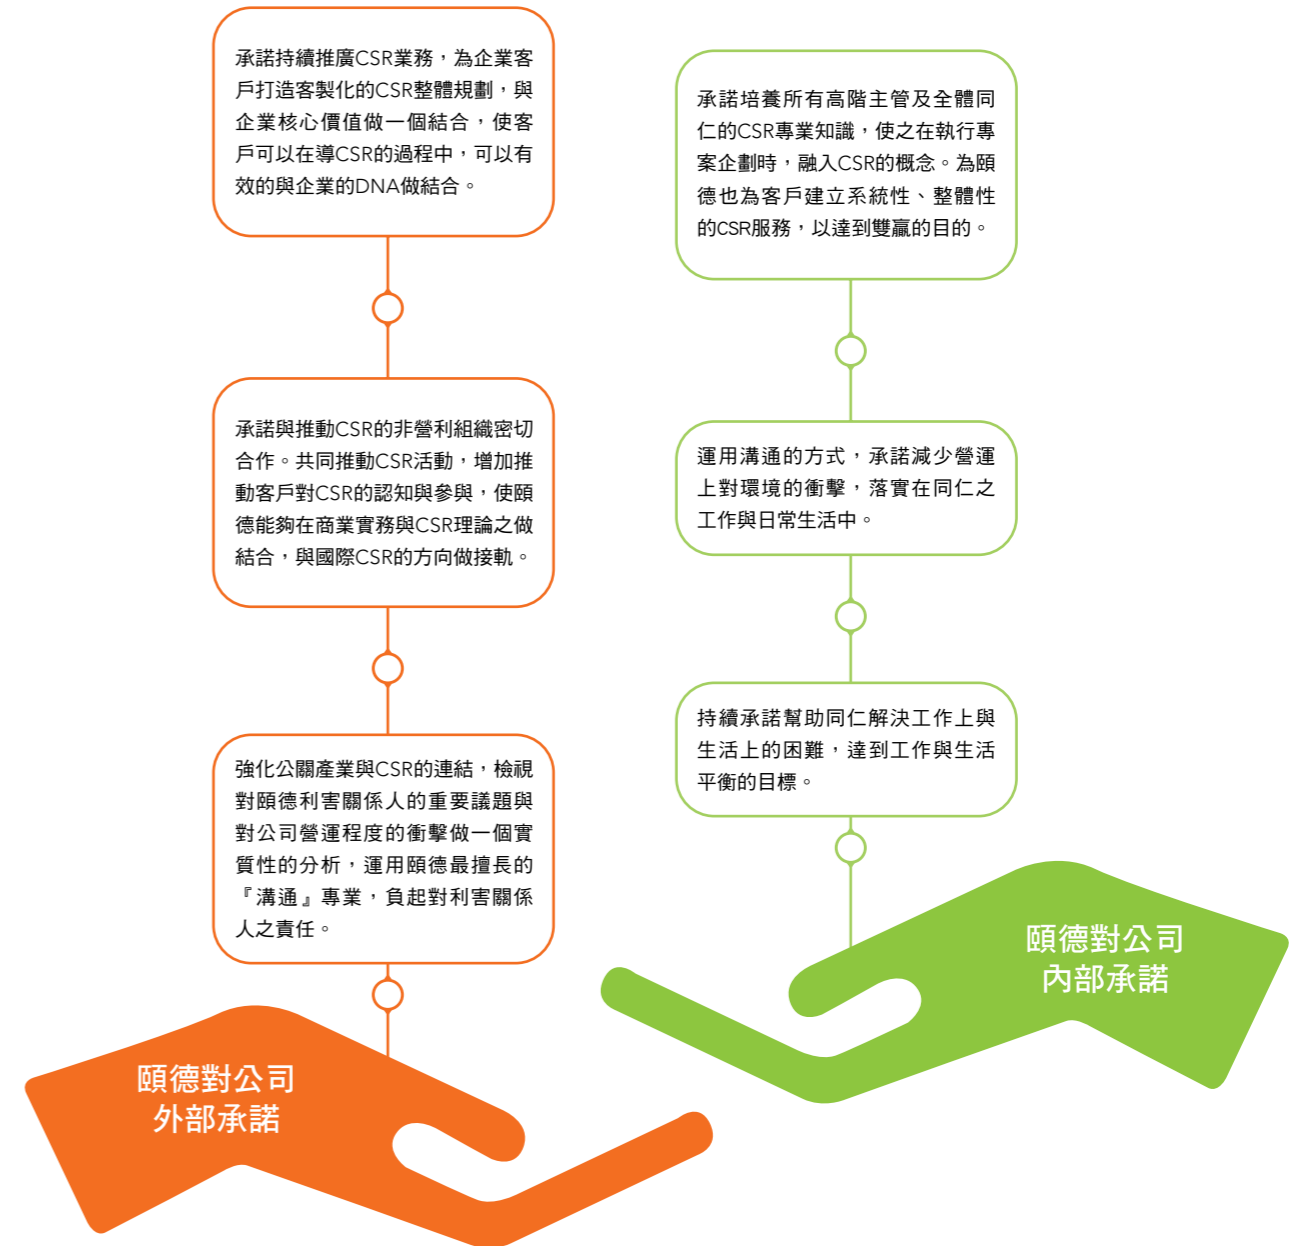 承諾持續推廣CSR業務，為企業客
戶打造客製化的CSR整體規劃，與
企業核心價值做一個結合，使客
戶可以在導CSR的過程中，可以有
效的與企業的DNA做結合。
承諾與推動CSR的非營利組織密切
合作。共同推動CSR活動，增加推
動客戶對CSR的認知與參與，使頤
德能夠在商業實務與CSR理論之做
結合，與國際CSR的方向做接軌。
強化公關產業與CSR的連結，檢視
對頤德利害關係人的重要議題與
對公司營運程度的衝擊做一個實
質性的分析，運用頤德最擅長的
『溝通』專業，負起對利害關係
人之責任。
頤德對公司
外部承諾
承諾培養所有高階主管及全體同
仁的CSR專業知識，使之在執行專
案企劃時，融入CSR的概念。為頤
德也為客戶建立系統性、整體性
的CSR服務，以達到雙贏的目的。
運用溝通的方式，承諾減少營運
上對環境的衝擊，落實在同仁之
工作與日常生活中。
持續承諾幫助同仁解決工作上與
生活上的困難，達到工作與生活
平衡的目標。
頤德對公司
內部承諾